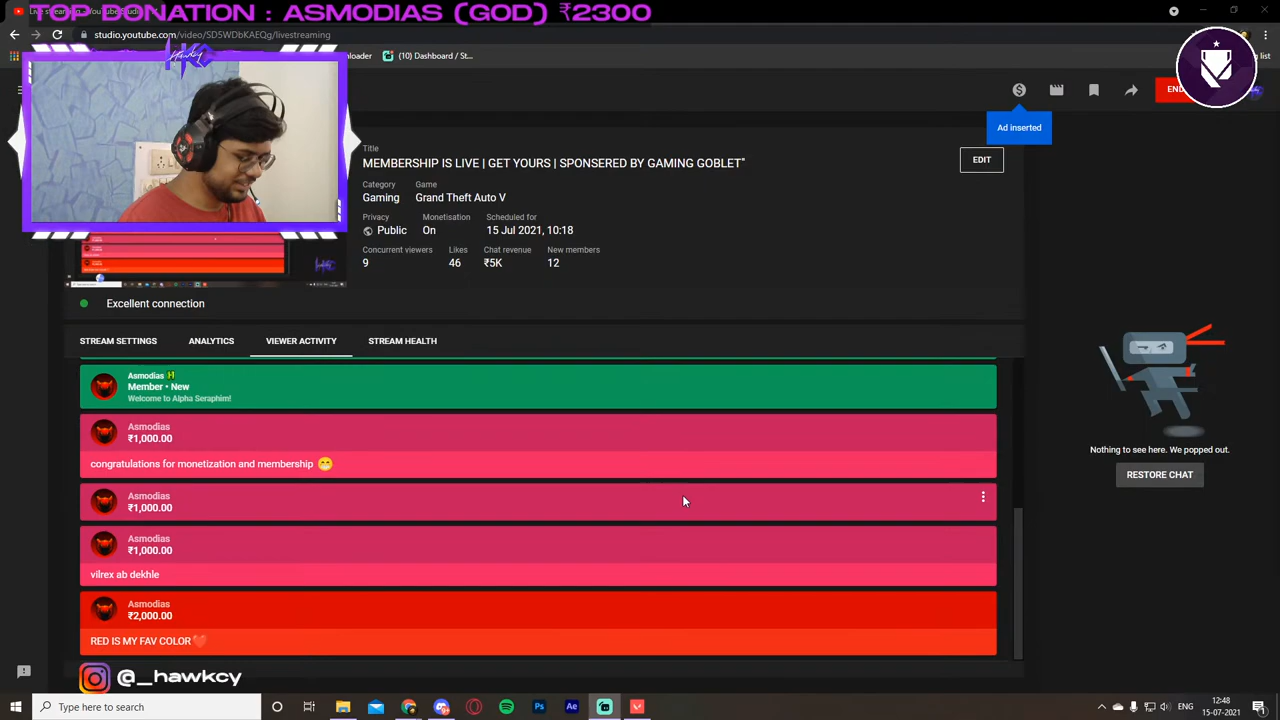 TOP DONATION : ASMODIAS (GOD) ₹2300
studio.youtube.com/video/SD5WDbKAEQg/livestreaming
(10) Dashboard / St...
Hawkcy
Ad inserted
Title
MEMBERSHIP IS LIVE | GET YOURS | SPONSERED BY GAMING GOBLET"
EDIT
Category
Game
Gaming
Grand Theft Auto V
Privacy
Monetisation
Scheduled for
Public
On
15 Jul 2021, 10:18
Concurrent viewers
Likes
Chat revenue
New members
9
46
₹5K
12
Excellent connection
STREAM SETTINGS
ANALYTICS
VIEWER ACTIVITY
STREAM HEALTH
Asmodias
Member • New
Welcome to Alpha Seraphim!
Asmodias
₹1,000.00
congratulations for monetization and membership 😁
Asmodias
₹1,000.00
Asmodias
₹1,000.00
vilrex ab dekhle
Asmodias
₹2,000.00
RED IS MY FAV COLOR❤️
Nothing to see here. We popped out.
RESTORE CHAT
@_hawkcy
Type here to search
ENG
12:48
15-07-2021